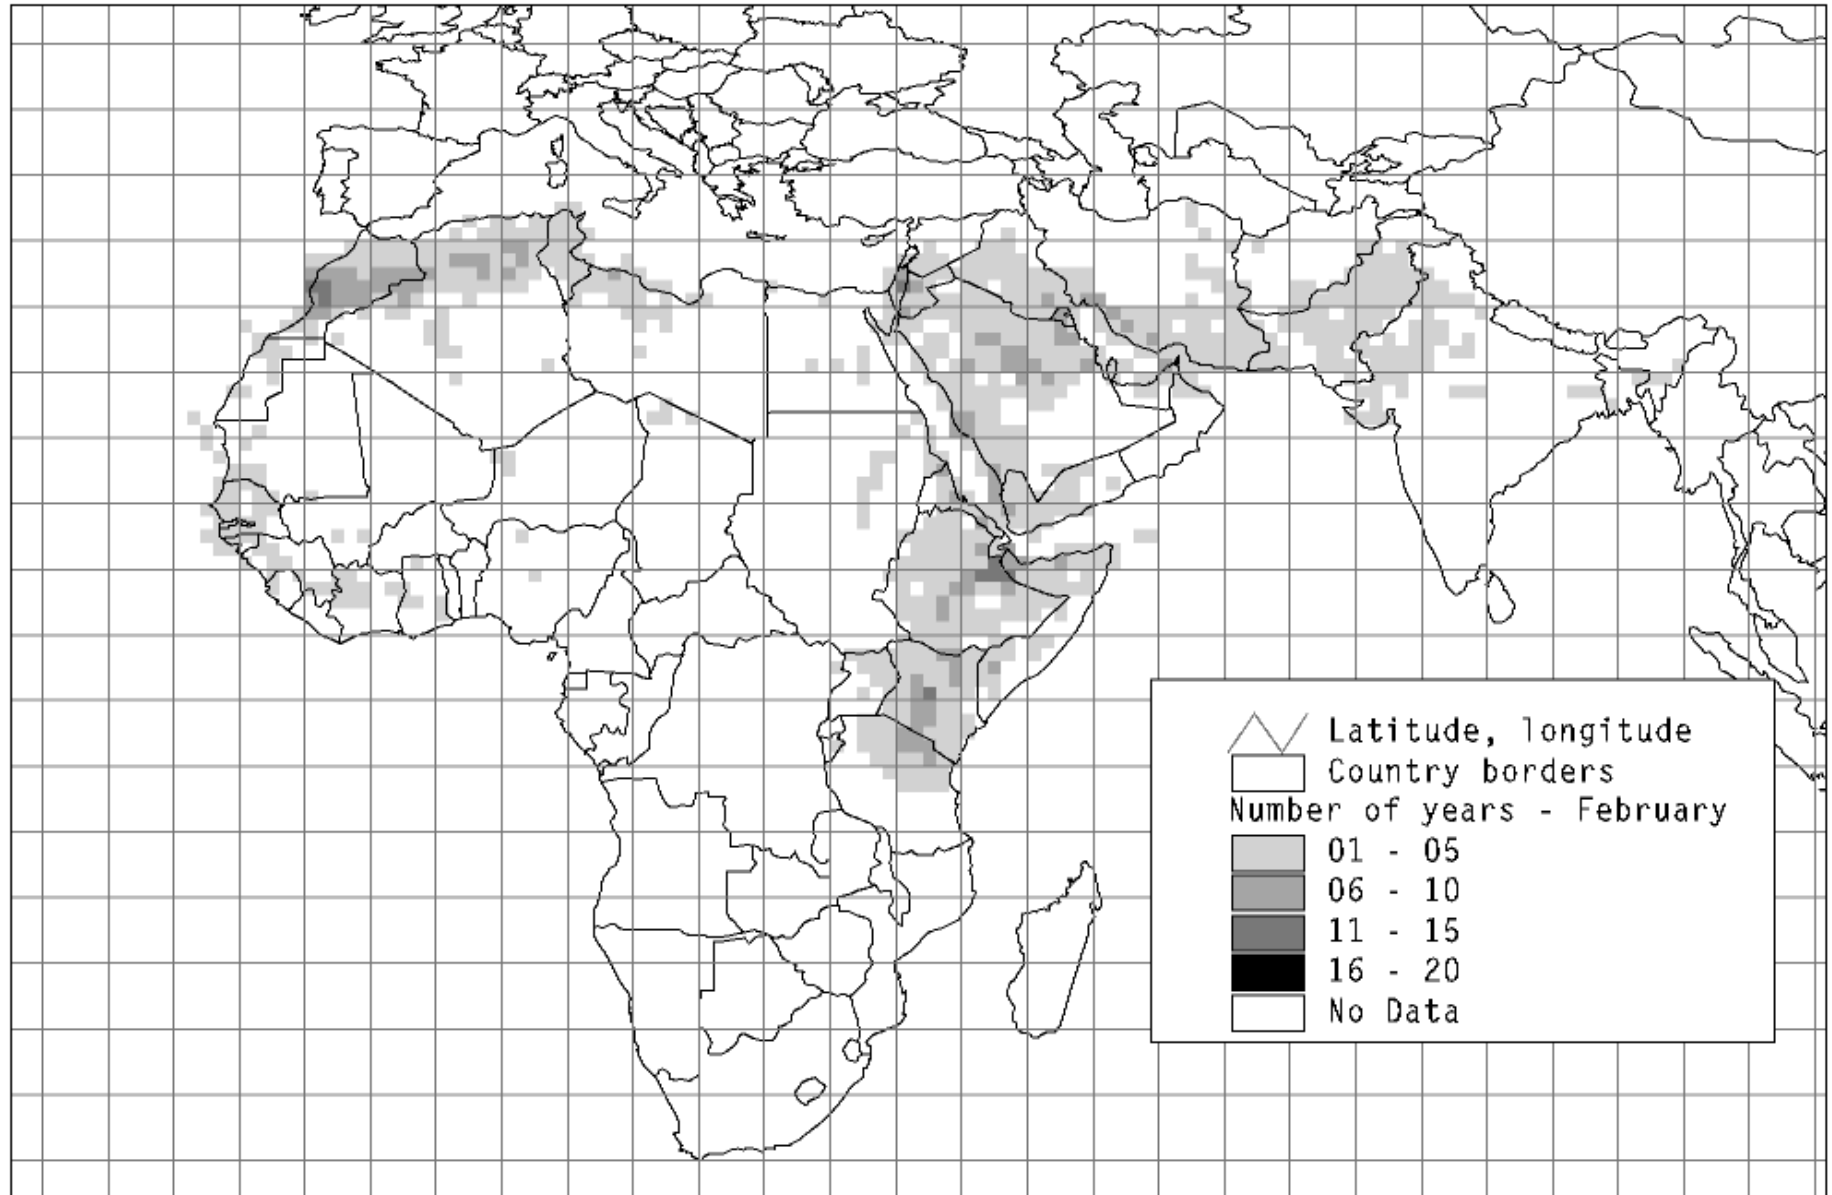 Latitude, longitude
Country borders
Number of years - February
01 - 05
06 - 10
11 - 15
16 - 20
No Data